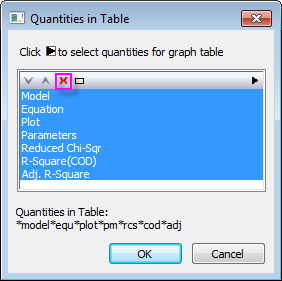 Quantities in Table
Click to select quantities for graph table
Model
Equation
Plot
Parameters
Reduced Chi-Sqr
R-Square(COD)
Adj. R-Square
Quantities in Table:
*model*equ*plot*pm*rcs*cod*adj
OK
Cancel